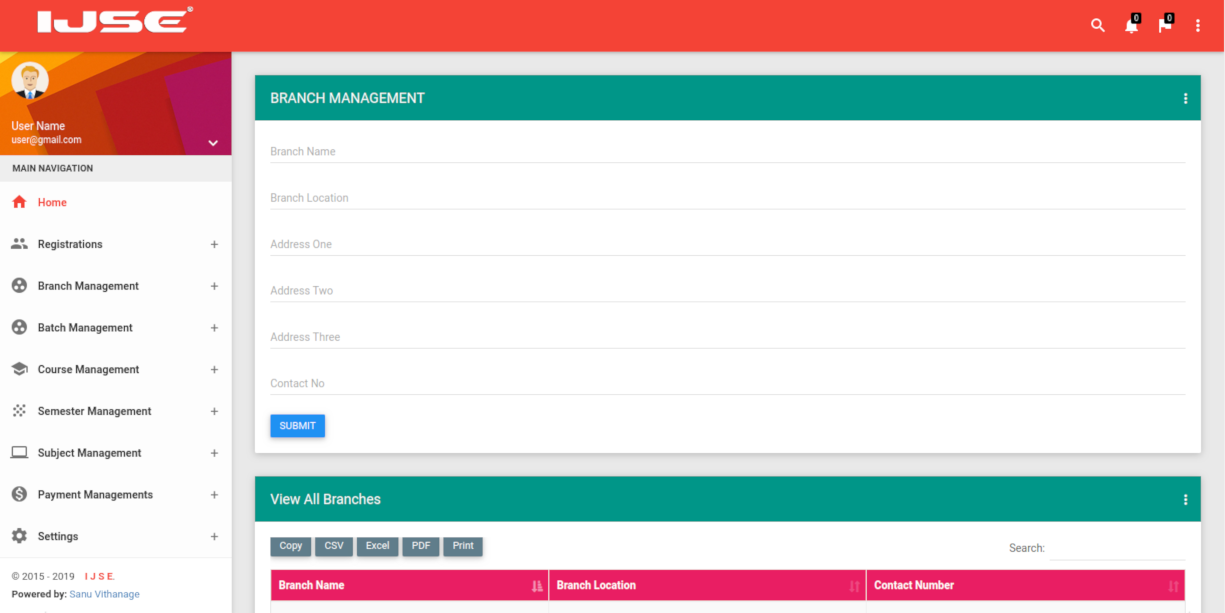 IJSE®
0
0
User Name
user@gmail.com
MAIN NAVIGATION
Home
Registrations +
Branch Management +
Batch Management +
Course Management +
Semester Management +
Subject Management +
Payment Managements +
Settings +
© 2015 - 2019 I J S E.
Powered by: Sanu Vithanage
BRANCH MANAGEMENT
Branch Name
Branch Location
Address One
Address Two
Address Three
Contact No
SUBMIT
View All Branches
Copy CSV Excel PDF Print
Search:
Branch Name Branch Location Contact Number